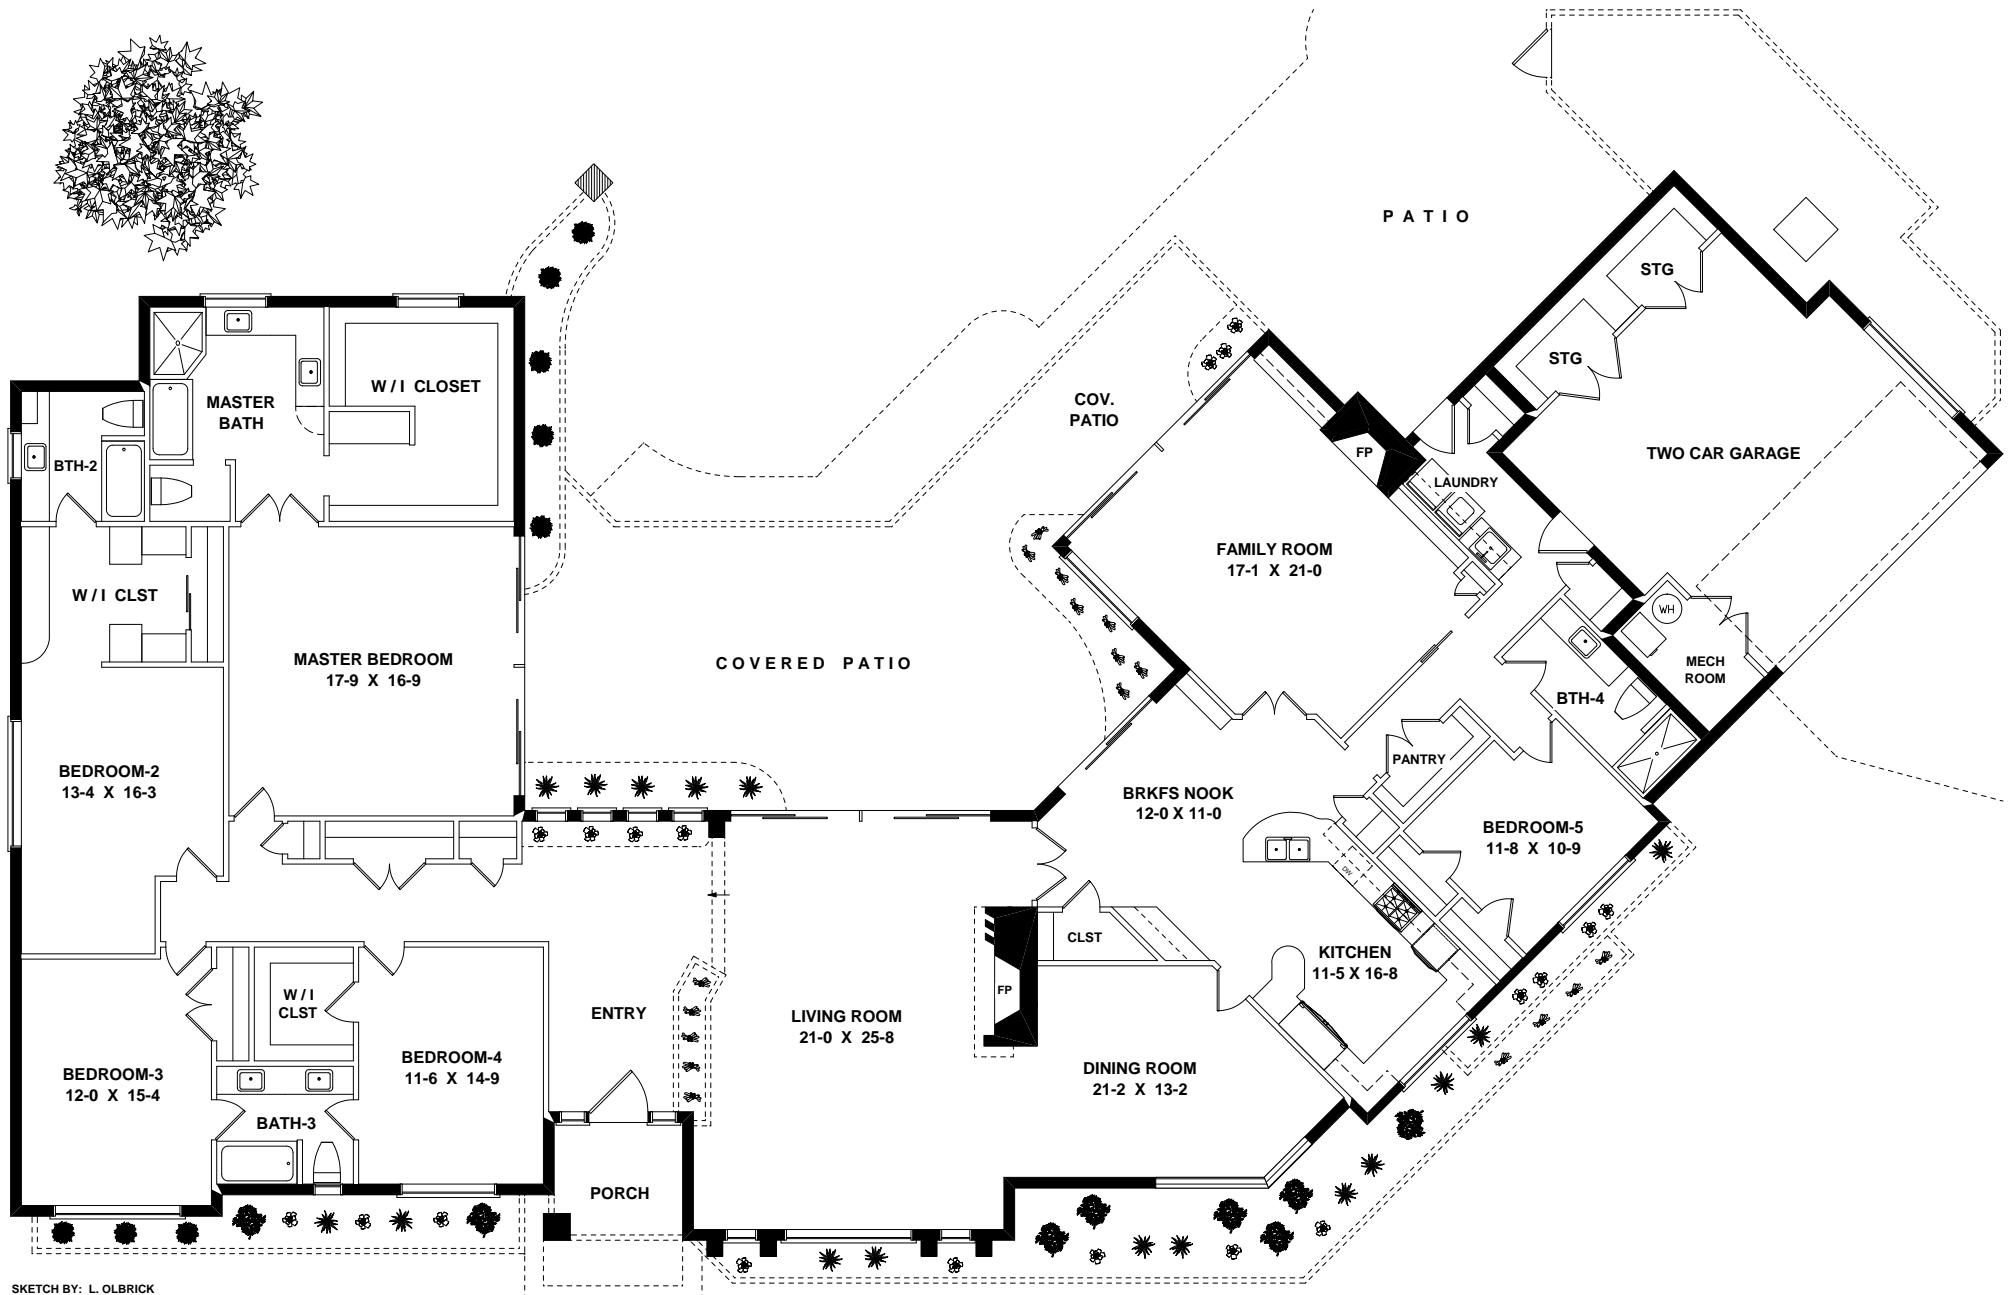 P A T I O
STG
STG
W / I CLOSET
MASTER
BATH
COV.
PATIO
TWO CAR GARAGE
FP
BTH-2
LAUNDRY
FAMILY ROOM
17-1 X 21-0
W / I CLST
WH
MASTER BEDROOM
17-9 X 16-9
C O V E R E D P A T I O
MECH
ROOM
BTH-4
BEDROOM-2
13-4 X 16-3
PANTRY
BRKFS NOOK
12-0 X 11-0
BEDROOM-5
11-8 X 10-9
DW
CLST
KITCHEN
11-5 X 16-8
FP
W / I
CLST
ENTRY
LIVING ROOM
21-0 X 25-8
BEDROOM-4
11-6 X 14-9
BEDROOM-3
12-0 X 15-4
DINING ROOM
21-2 X 13-2
BATH-3
PORCH
SKETCH BY: L. OLBRICK